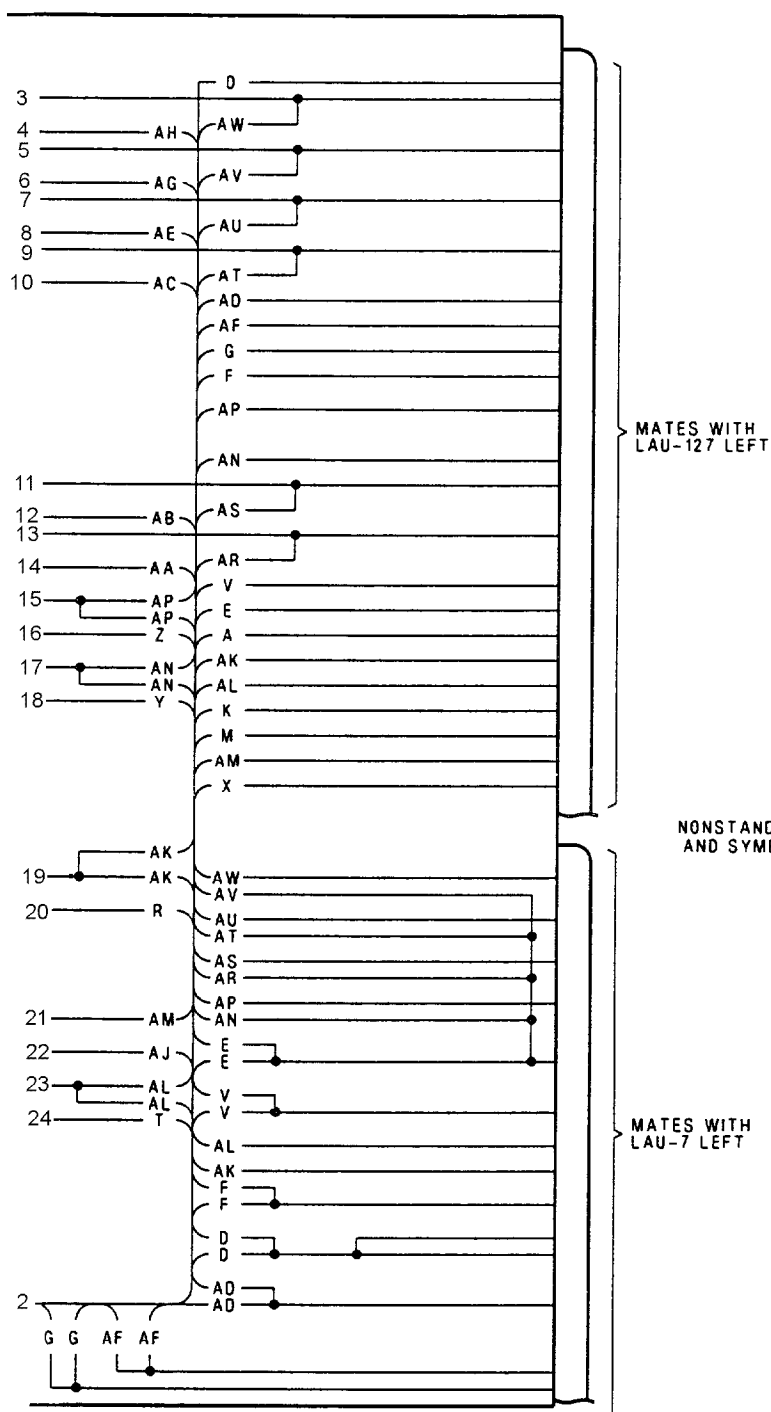 D
3
AW
4 AH
5
AV
6 AG
7
AU
8 AE
9
AT
10 AC
AD
AF
G
F
AP
MATES WITH
LAU-127 LEFT
AN
11
AS
12 AB
13
AR
14 AA
V
15 AP
E
AP
16 Z A
AK
17 AN
AN AL
18 Y
K
M
AM
X
NONSTAND
AND SYMB
AK
19 AK AW
AV
20 R
AU
AT
AS
AR
AP
21 AM AN
E
22 AJ
E
23 AL
V
AL
V
24 T
MATES WITH
LAU-7 LEFT
AL
AK
F
F
D
D
AD
2 AD
G G AF AF